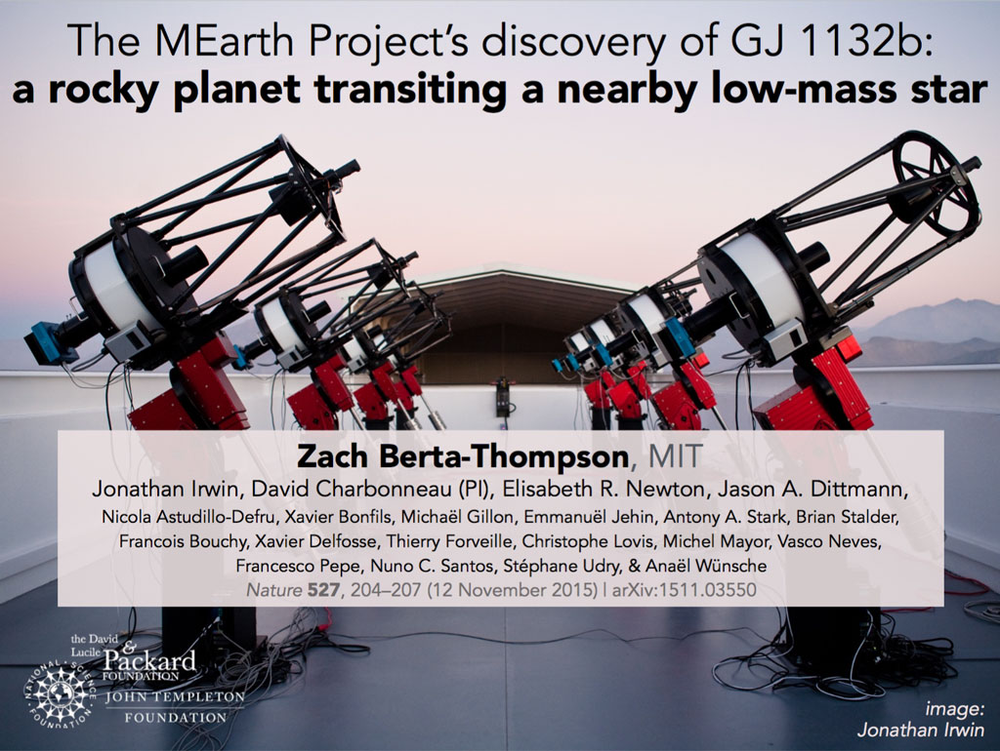 The MEarth Project's discovery of GJ 1132b:
a rocky planet transiting a nearby low-mass star
Zach Berta-Thompson, MIT
Jonathan Irwin, David Charbonneau (PI), Elisabeth R. Newton, Jason A. Dittmann,
Nicola Astudillo-Defru, Xavier Bonfils, Michaël Gillon, Emmanuël Jehin, Antony A. Stark, Brian Stalder,
Francois Bouchy, Xavier Delfosse, Thierry Forveille, Christophe Lovis, Michel Mayor, Vasco Neves,
Francesco Pepe, Nuno C. Santos, Stéphane Udry, & Anaël Wünsche
Nature 527, 204–207 (12 November 2015) | arXiv:1511.03550
the David
&
Lucile
Packard
FOUNDATION
NATIONAL SCIENCE FOUNDATION
JOHN TEMPLETON
FOUNDATION
image:
Jonathan Irwin